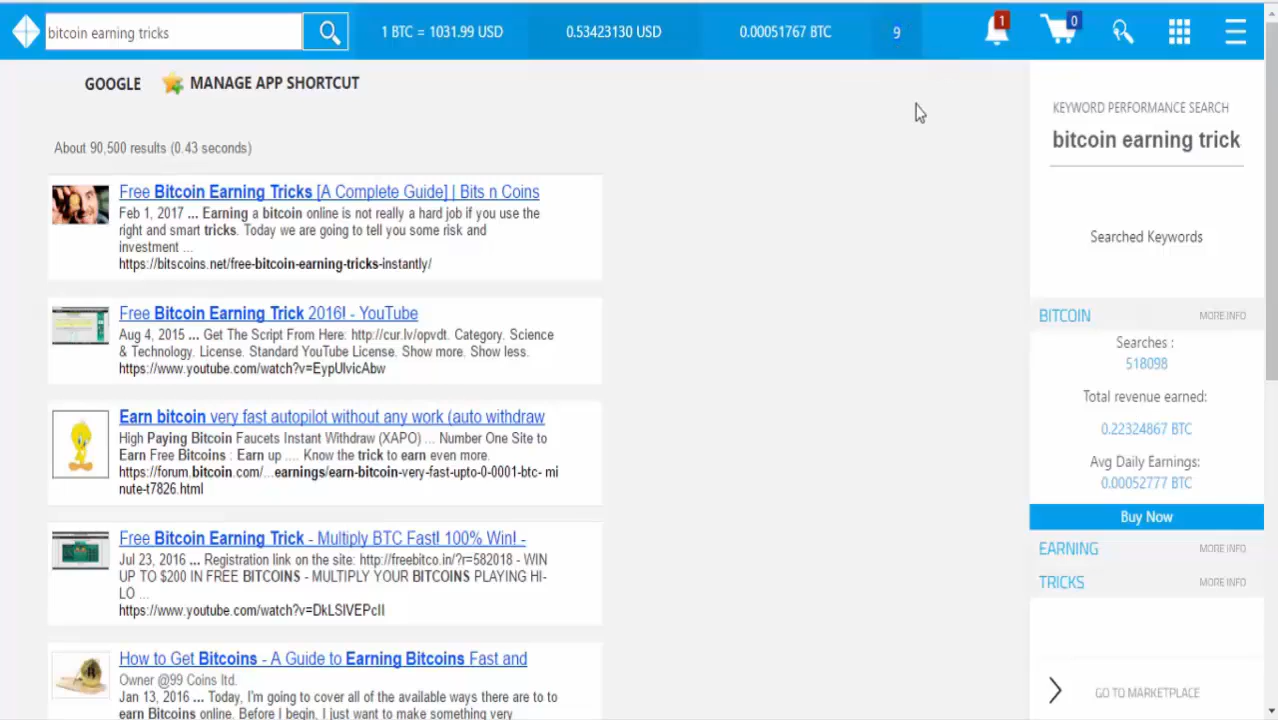 bitcoin earning tricks
1 BTC = 1031.99 USD
0.53423130 USD
0.00051767 BTC
9
1
0
GOOGLE
MANAGE APP SHORTCUT
About 90,500 results (0.43 seconds)
Free Bitcoin Earning Tricks [A Complete Guide] | Bits n Coins
Feb 1, 2017 ... Earning a bitcoin online is not really a hard job if you use the
right and smart tricks. Today we are going to tell you some risk and
investment ...
https://bitscoins.net/free-bitcoin-earning-tricks-instantly/
Free Bitcoin Earning Trick 2016! - YouTube
Aug 4, 2015 ... Get The Script From Here: http://cur.lv/opvdt. Category. Science
& Technology. License. Standard YouTube License. Show more. Show less.
https://www.youtube.com/watch?v=EypUlvicAbw
Earn bitcoin very fast autopilot without any work (auto withdraw
High Paying Bitcoin Faucets Instant Withdraw (XAPO) ... Number One Site to
Earn Free Bitcoins : Earn up .... Know the trick to earn even more.
https://forum.bitcoin.com/...earnings/earn-bitcoin-very-fast-upto-0-0001-btc- mi
nute-t7826.html
Free Bitcoin Earning Trick - Multiply BTC Fast! 100% Win! -
Jul 23, 2016 ... Registration link on the site: http://freebitco.in/?r=582018 - WIN
UP TO $200 IN FREE BITCOINS - MULTIPLY YOUR BITCOINS PLAYING HI-
LO ...
https://www.youtube.com/watch?v=DkLSIVEPcII
How to Get Bitcoins - A Guide to Earning Bitcoins Fast and
Owner @99 Coins ltd.
Jan 13, 2016 ... Today, I'm going to cover all of the available ways there are to to
earn Bitcoins online. Before I begin, I just want to make something very
KEYWORD PERFORMANCE SEARCH
bitcoin earning trick
Searched Keywords
BITCOIN
MORE INFO
Searches :
518098
Total revenue earned:
0.22324867 BTC
Avg Daily Earnings:
0.00052777 BTC
Buy Now
EARNING
MORE INFO
TRICKS
MORE INFO
GO TO MARKETPLACE